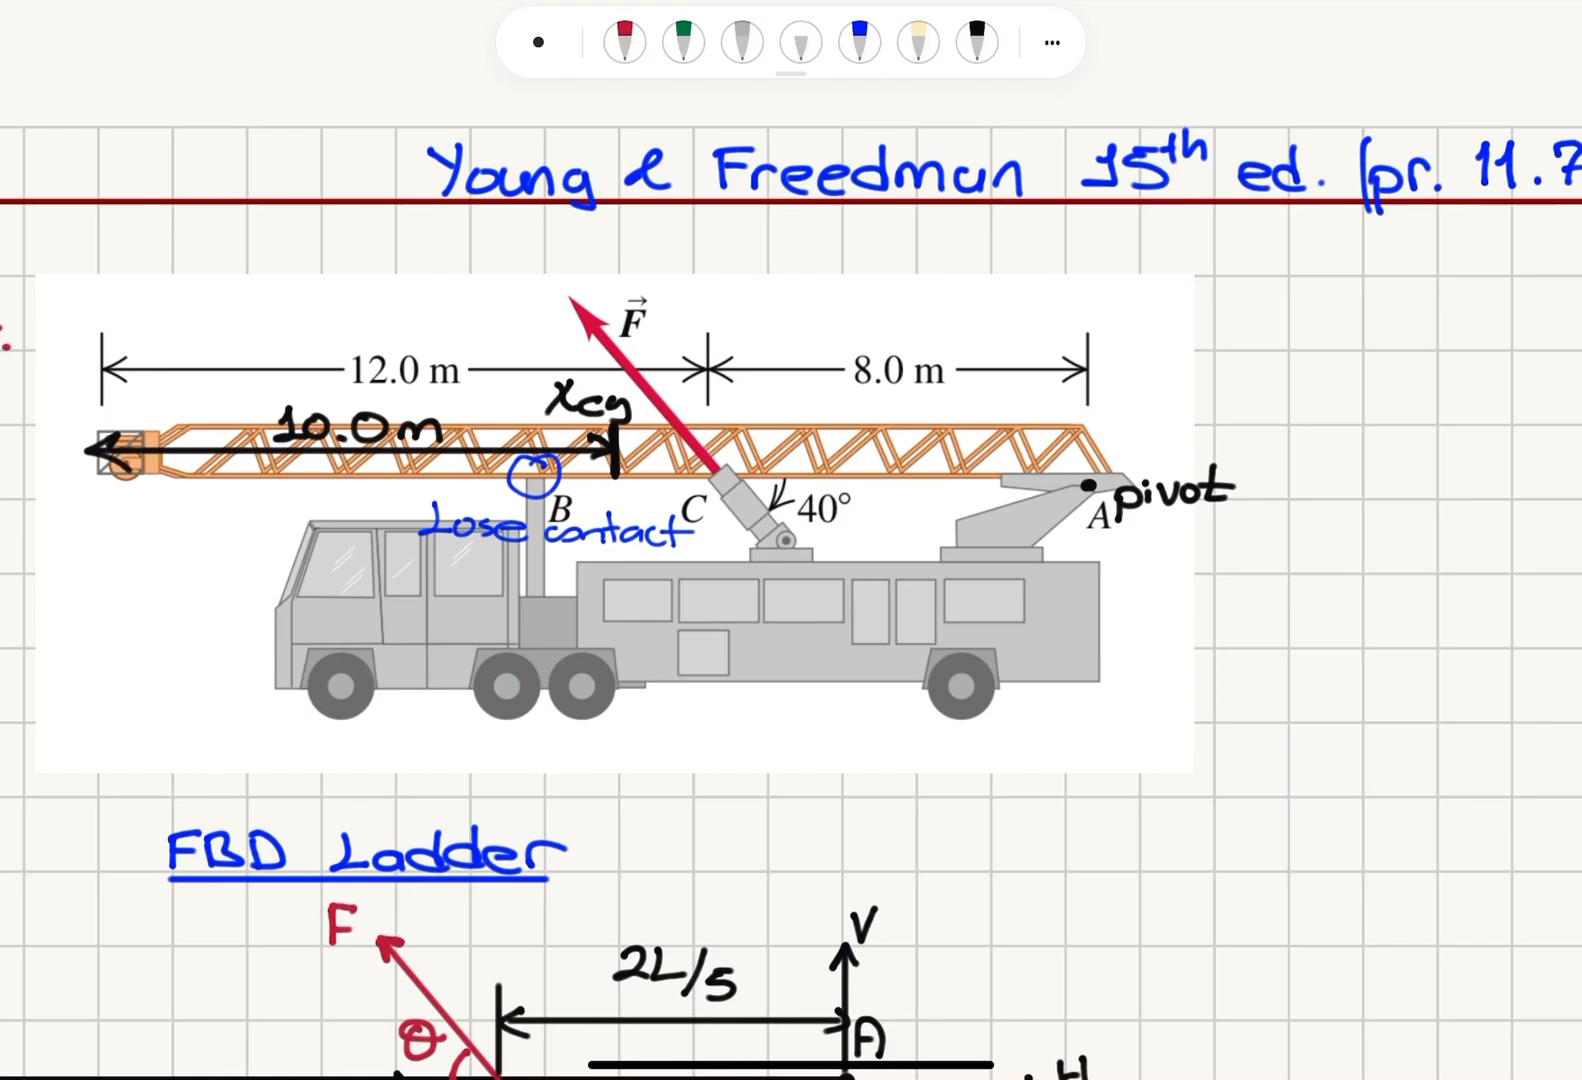 Young & Freedman 15th ed. (pr. 11.7
F
12.0 m 8.0 m
xcg
10.0 m
B C 40° A pivot
Lose contact
FBD Ladder
F 2L/5 V
θ A
H